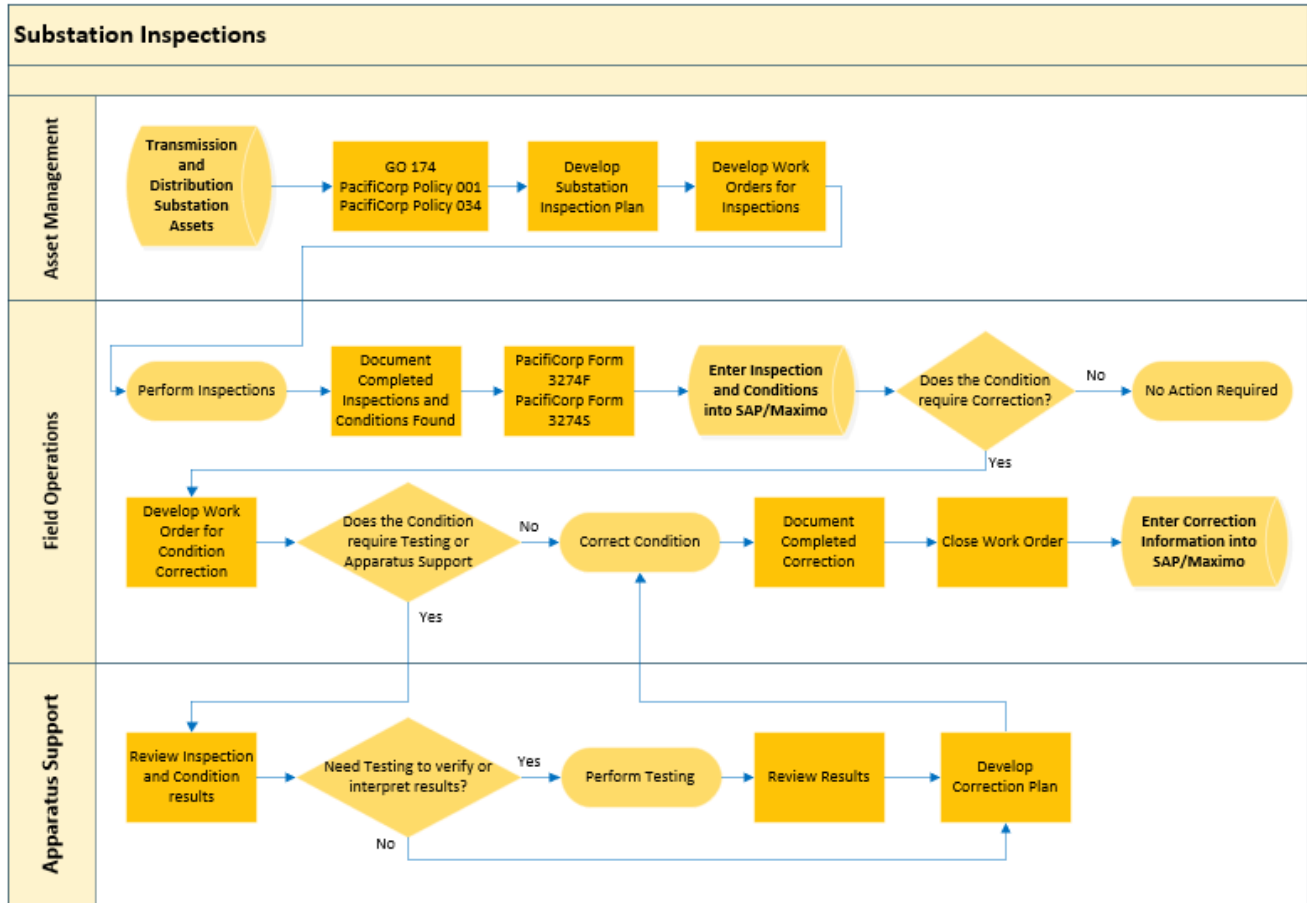 Substation Inspections
Asset Management
Transmission
and
Distribution
Substation
Assets
GO 174
PacifiCorp Policy 001
PacifiCorp Policy 034
Develop
Substation
Inspection Plan
Develop Work
Orders for
Inspections
Field Operations
Perform Inspections
Document
Completed
Inspections and
Conditions Found
PacifiCorp Form
3274F
PacifiCorp Form
3274S
Enter Inspection
and Conditions
into SAP/Maximo
Does the Condition
require Correction?
No
No Action Required
Yes
Develop Work
Order for
Condition
Correction
Does the Condition
require Testing or
Apparatus Support
No
Correct Condition
Document
Completed
Correction
Close Work Order
Enter Correction
Information into
SAP/Maximo
Yes
Apparatus Support
Review Inspection
and Condition
results
Need Testing to verify or
interpret results?
Yes
Perform Testing
Review Results
Develop
Correction Plan
No